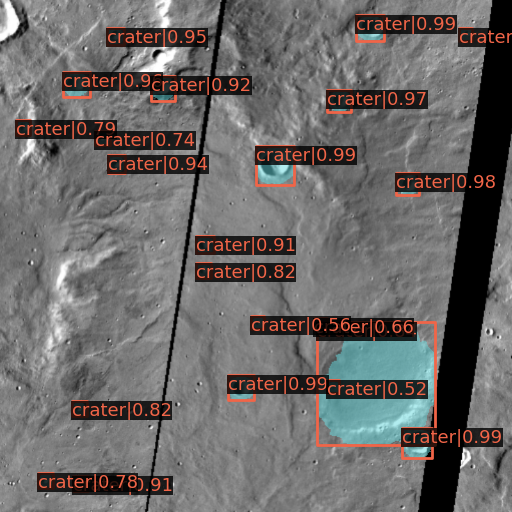 crater|0.99
crater|0.95
crater
crater|0.92
crater|0.97
crater|0.79
crater|0.74
crater|0.94
crater|0.99
crater|0.98
crater|0.91
crater|0.82
crater|0.56
er|0.66
crater|0.99
crater|0.52
crater|0.82
crater|0.99
crater|0.78
0.91